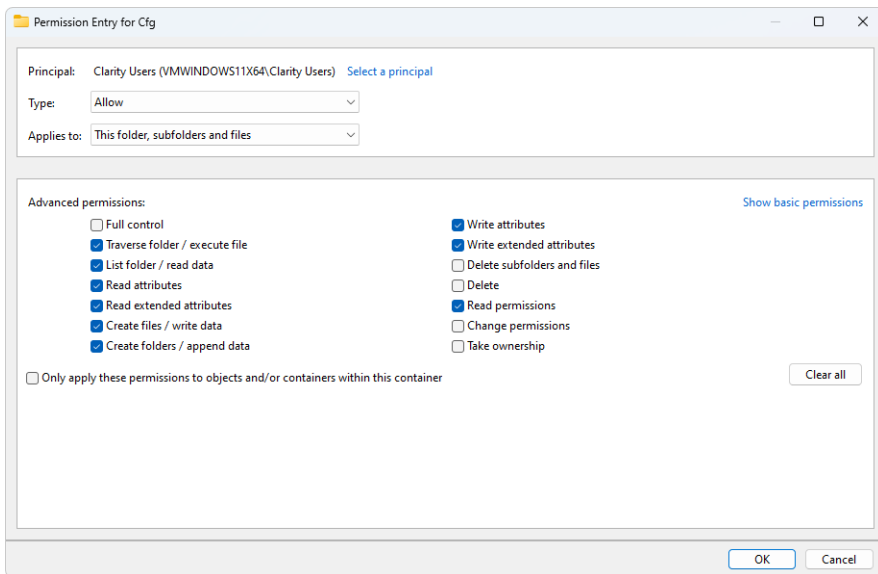 Permission Entry for Cfg
Principal: Clarity Users (VMWINDOWS11X64\Clarity Users) Select a principal
Type: Allow
Applies to: This folder, subfolders and files
Advanced permissions: Show basic permissions
Full control
Traverse folder / execute file
List folder / read data
Read attributes
Read extended attributes
Create files / write data
Create folders / append data
Write attributes
Write extended attributes
Delete subfolders and files
Delete
Read permissions
Change permissions
Take ownership
Only apply these permissions to objects and/or containers within this container
Clear all
OK Cancel